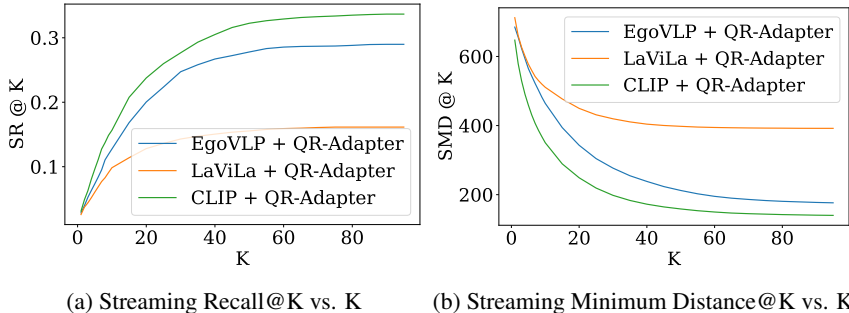 SR @ K
0.3
0.2
0.1
0
20
40
60
80
K
EgoVLP + QR-Adapter
LaViLa + QR-Adapter
CLIP + QR-Adapter
(a) Streaming Recall@K vs. K
SMD @ K
600
400
200
0
20
40
60
80
K
EgoVLP + QR-Adapter
LaViLa + QR-Adapter
CLIP + QR-Adapter
(b) Streaming Minimum Distance@K vs. K